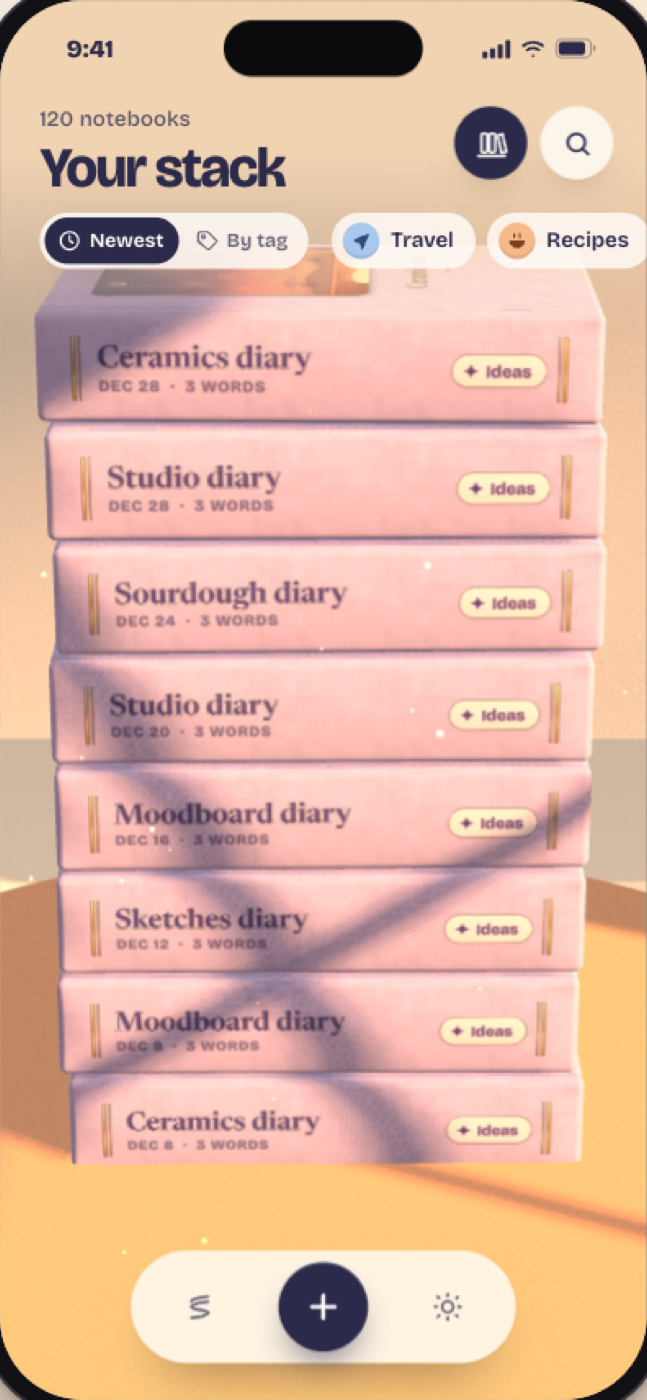 9:41
120 notebooks
Your stack
Newest
By tag
Travel
Recipes
Ceramics diary
Ideas
DEC 28 · 3 WORDS
Studio diary
Ideas
DEC 28 · 3 WORDS
Sourdough diary
Ideas
DEC 24 · 3 WORDS
Studio diary
Ideas
DEC 20 · 3 WORDS
Moodboard diary
Ideas
DEC 16 · 3 WORDS
Sketches diary
Ideas
DEC 12 · 3 WORDS
Moodboard diary
Ideas
DEC 8 · 3 WORDS
Ceramics diary
Ideas
DEC 8 · 3 WORDS